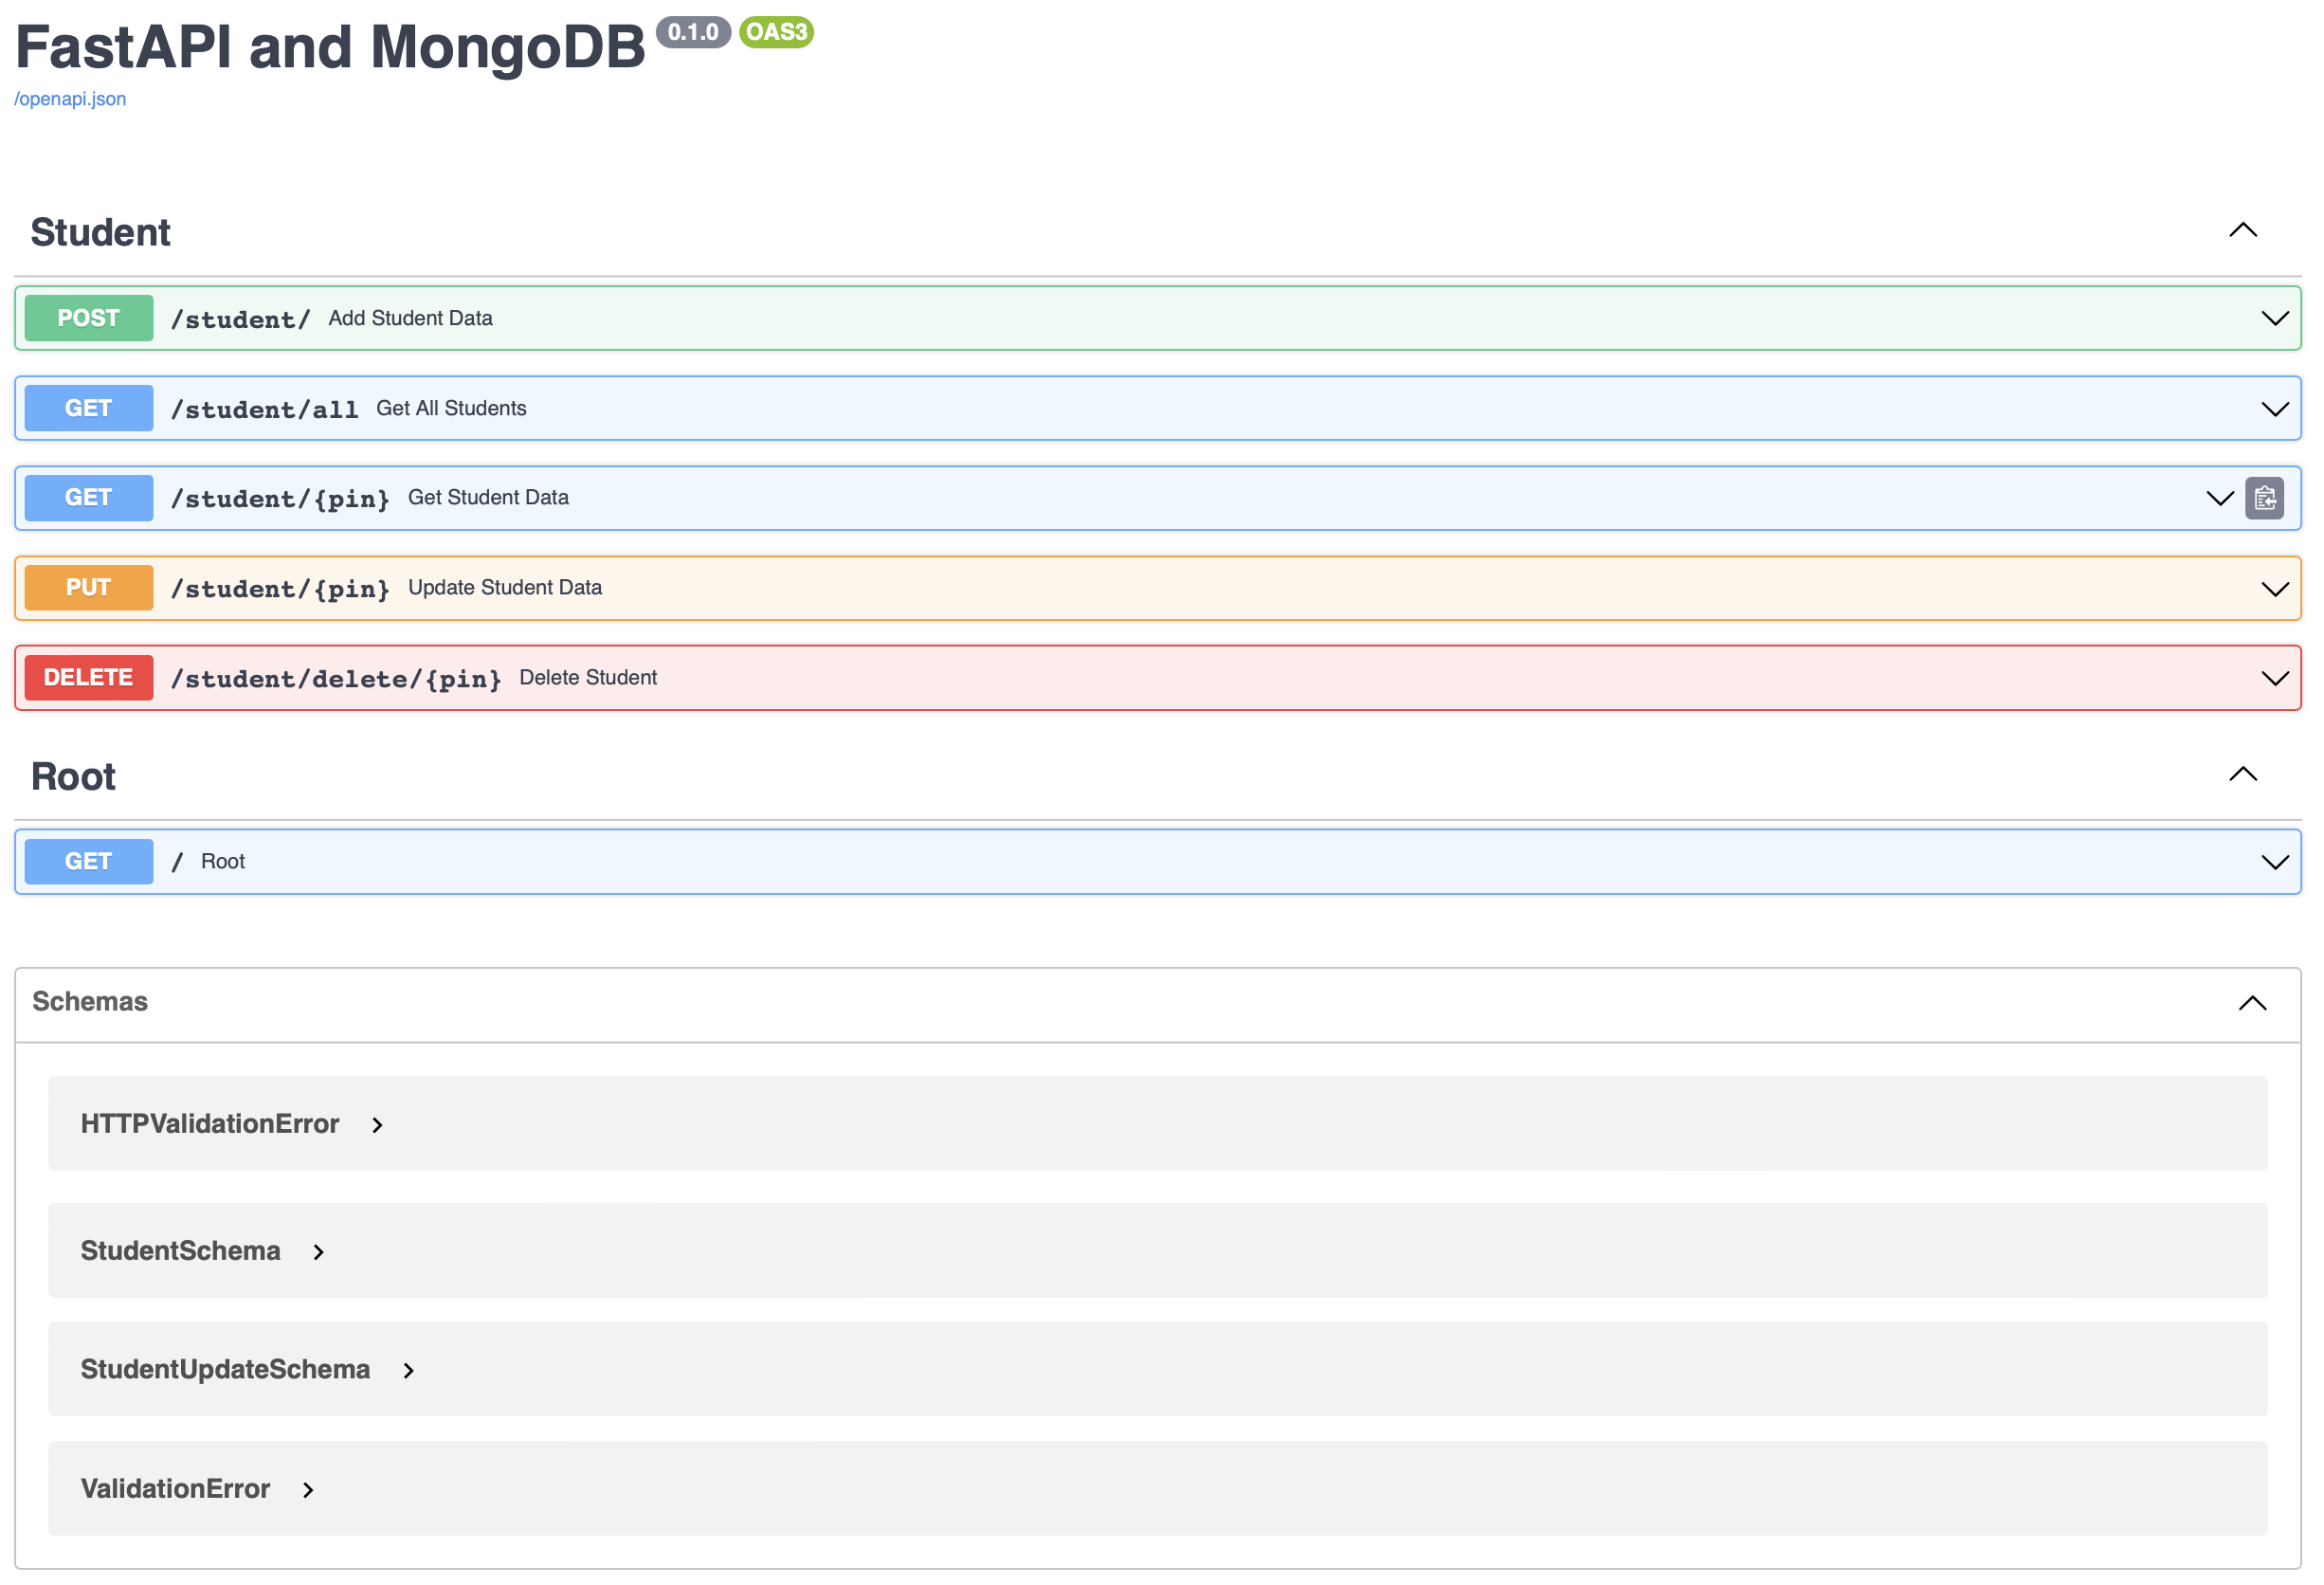 FastAPI and MongoDB 0.1.0 OAS3
/openapi.json
Student
POST /student/ Add Student Data
GET /student/all Get All Students
GET /student/{pin} Get Student Data
PUT /student/{pin} Update Student Data
DELETE /student/delete/{pin} Delete Student
Root
GET / Root
Schemas
HTTPValidationError
StudentSchema
StudentUpdateSchema
ValidationError